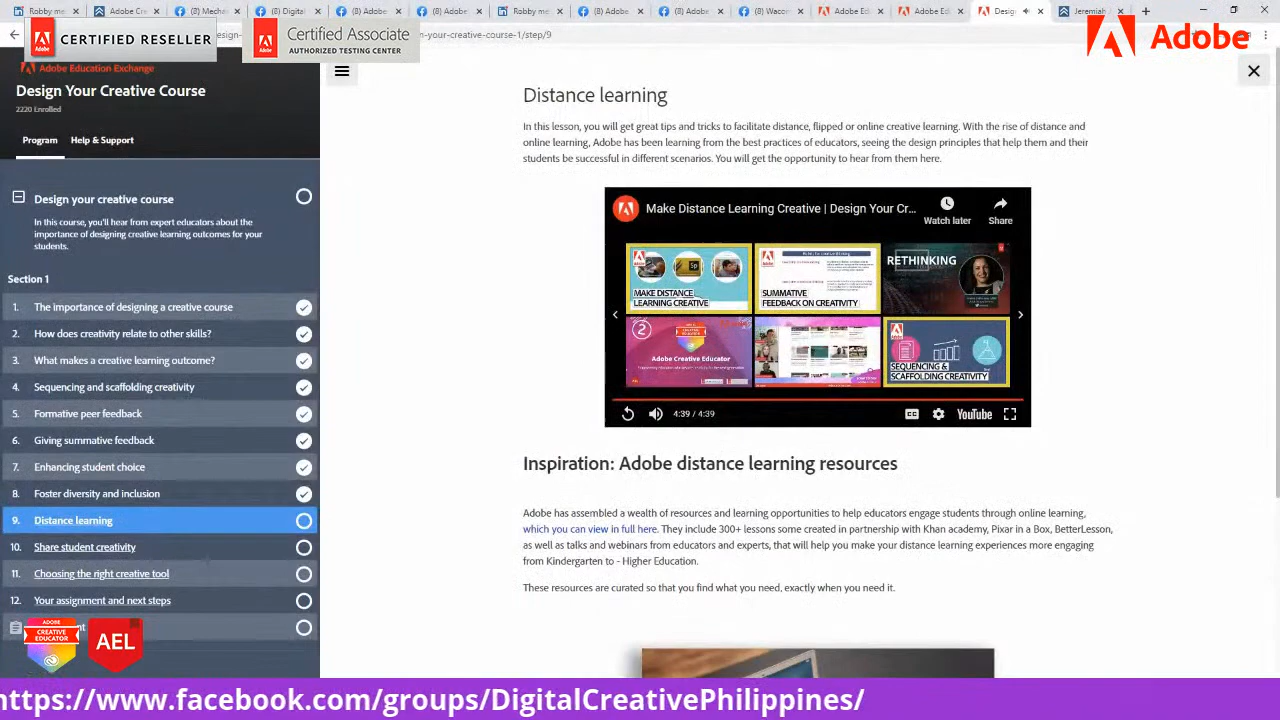 CERTIFIED RESELLER
Certified Associate
AUTHORIZED TESTING CENTER
n-your-creative-course-1/step/9
Adobe
Adobe Education Exchange
Design Your Creative Course
2220 Enrolled
Program
Help & Support
Design your creative course
In this course, you'll hear from expert educators about the
importance of designing creative learning outcomes for your
students.
Section 1
1. The importance of designing a creative course
2. How does creativity relate to other skills?
3. What makes a creative learning outcome?
4. Sequencing and scaffolding creativity
5. Formative peer feedback
6. Giving summative feedback
7. Enhancing student choice
8. Foster diversity and inclusion
9. Distance learning
10. Share student creativity
11. Choosing the right creative tool
12. Your assignment and next steps
ADOBE
CREATIVE
EDUCATOR
AEL
Distance learning
In this lesson, you will get great tips and tricks to facilitate distance, flipped or online creative learning. With the rise of distance and
online learning, Adobe has been learning from the best practices of educators, seeing the design principles that help them and their
students be successful in different scenarios. You will get the opportunity to hear from them here.
Make Distance Learning Creative | Design Your Cr...
Watch later
Share
MAKE DISTANCE
LEARNING CREATIVE
SUMMATIVE
FEEDBACK ON CREATIVITY
RETHINKING
2
Adobe Creative Educator
SEQUENCING &
SCAFFOLDING CREATIVITY
4:39 / 4:39
CC
YouTube
Inspiration: Adobe distance learning resources
Adobe has assembled a wealth of resources and learning opportunities to help educators engage students through online learning,
which you can view in full here. They include 300+ lessons some created in partnership with Khan academy, Pixar in a Box, BetterLesson,
as well as talks and webinars from educators and experts, that will help you make your distance learning experiences more engaging
from Kindergarten to - Higher Education.
These resources are curated so that you find what you need, exactly when you need it.
https://www.facebook.com/groups/DigitalCreativePhilippines/